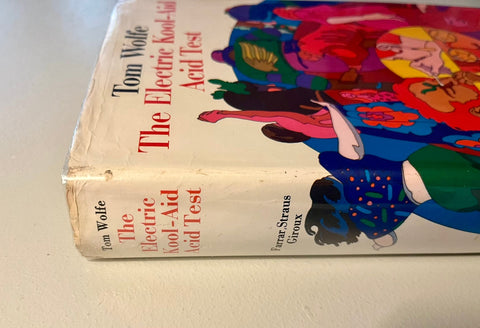 Tom Wolfe
The Electric Kool-Aid
Acid Test
Tom Wolfe
The
Electric
Kool-Aid
Acid Test
Farrar, Straus
Giroux